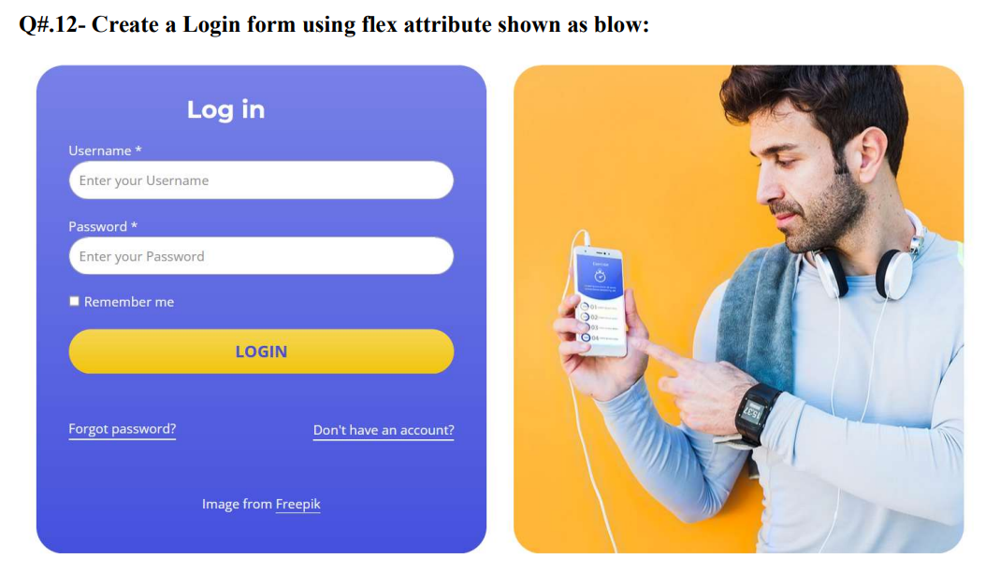 Q#.12- Create a Login form using flex attribute shown as blow:
Log in
Username *
Enter your Username
Password *
Enter your Password
Remember me
LOGIN
Forgot password? Don't have an account?
Image from Freepik
01
02
03
04